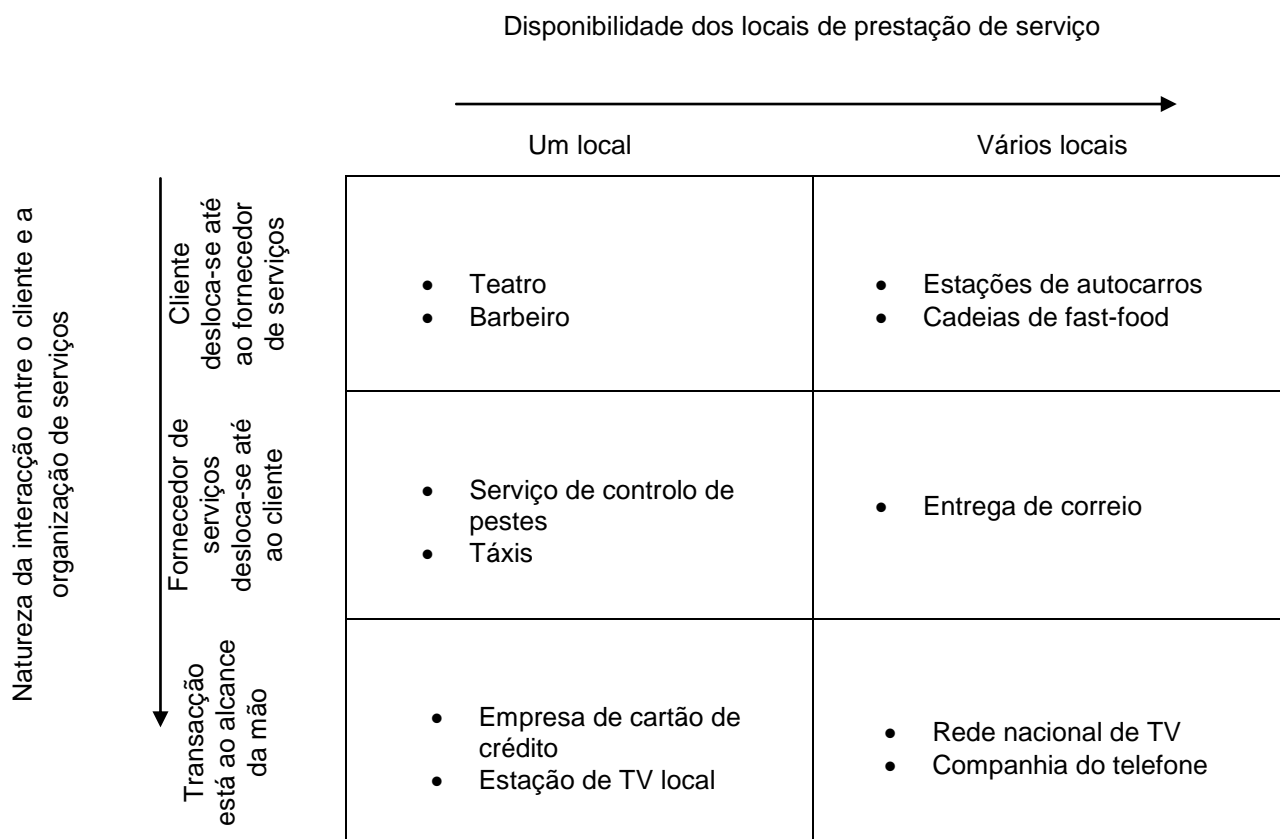 Disponibilidade dos locais de prestação de serviço
Um local
Vários locais
Natureza da interacção entre o cliente e a
organização de serviços
Cliente
desloca-se até
ao fornecedor
de serviços
• Teatro
• Barbeiro
• Estações de autocarros
• Cadeias de fast-food
Fornecedor de
serviços
desloca-se até
ao cliente
• Serviço de controlo de
pestes
• Táxis
• Entrega de correio
Transacção
está ao alcance
da mão
• Empresa de cartão de
crédito
• Estação de TV local
• Rede nacional de TV
• Companhia do telefone